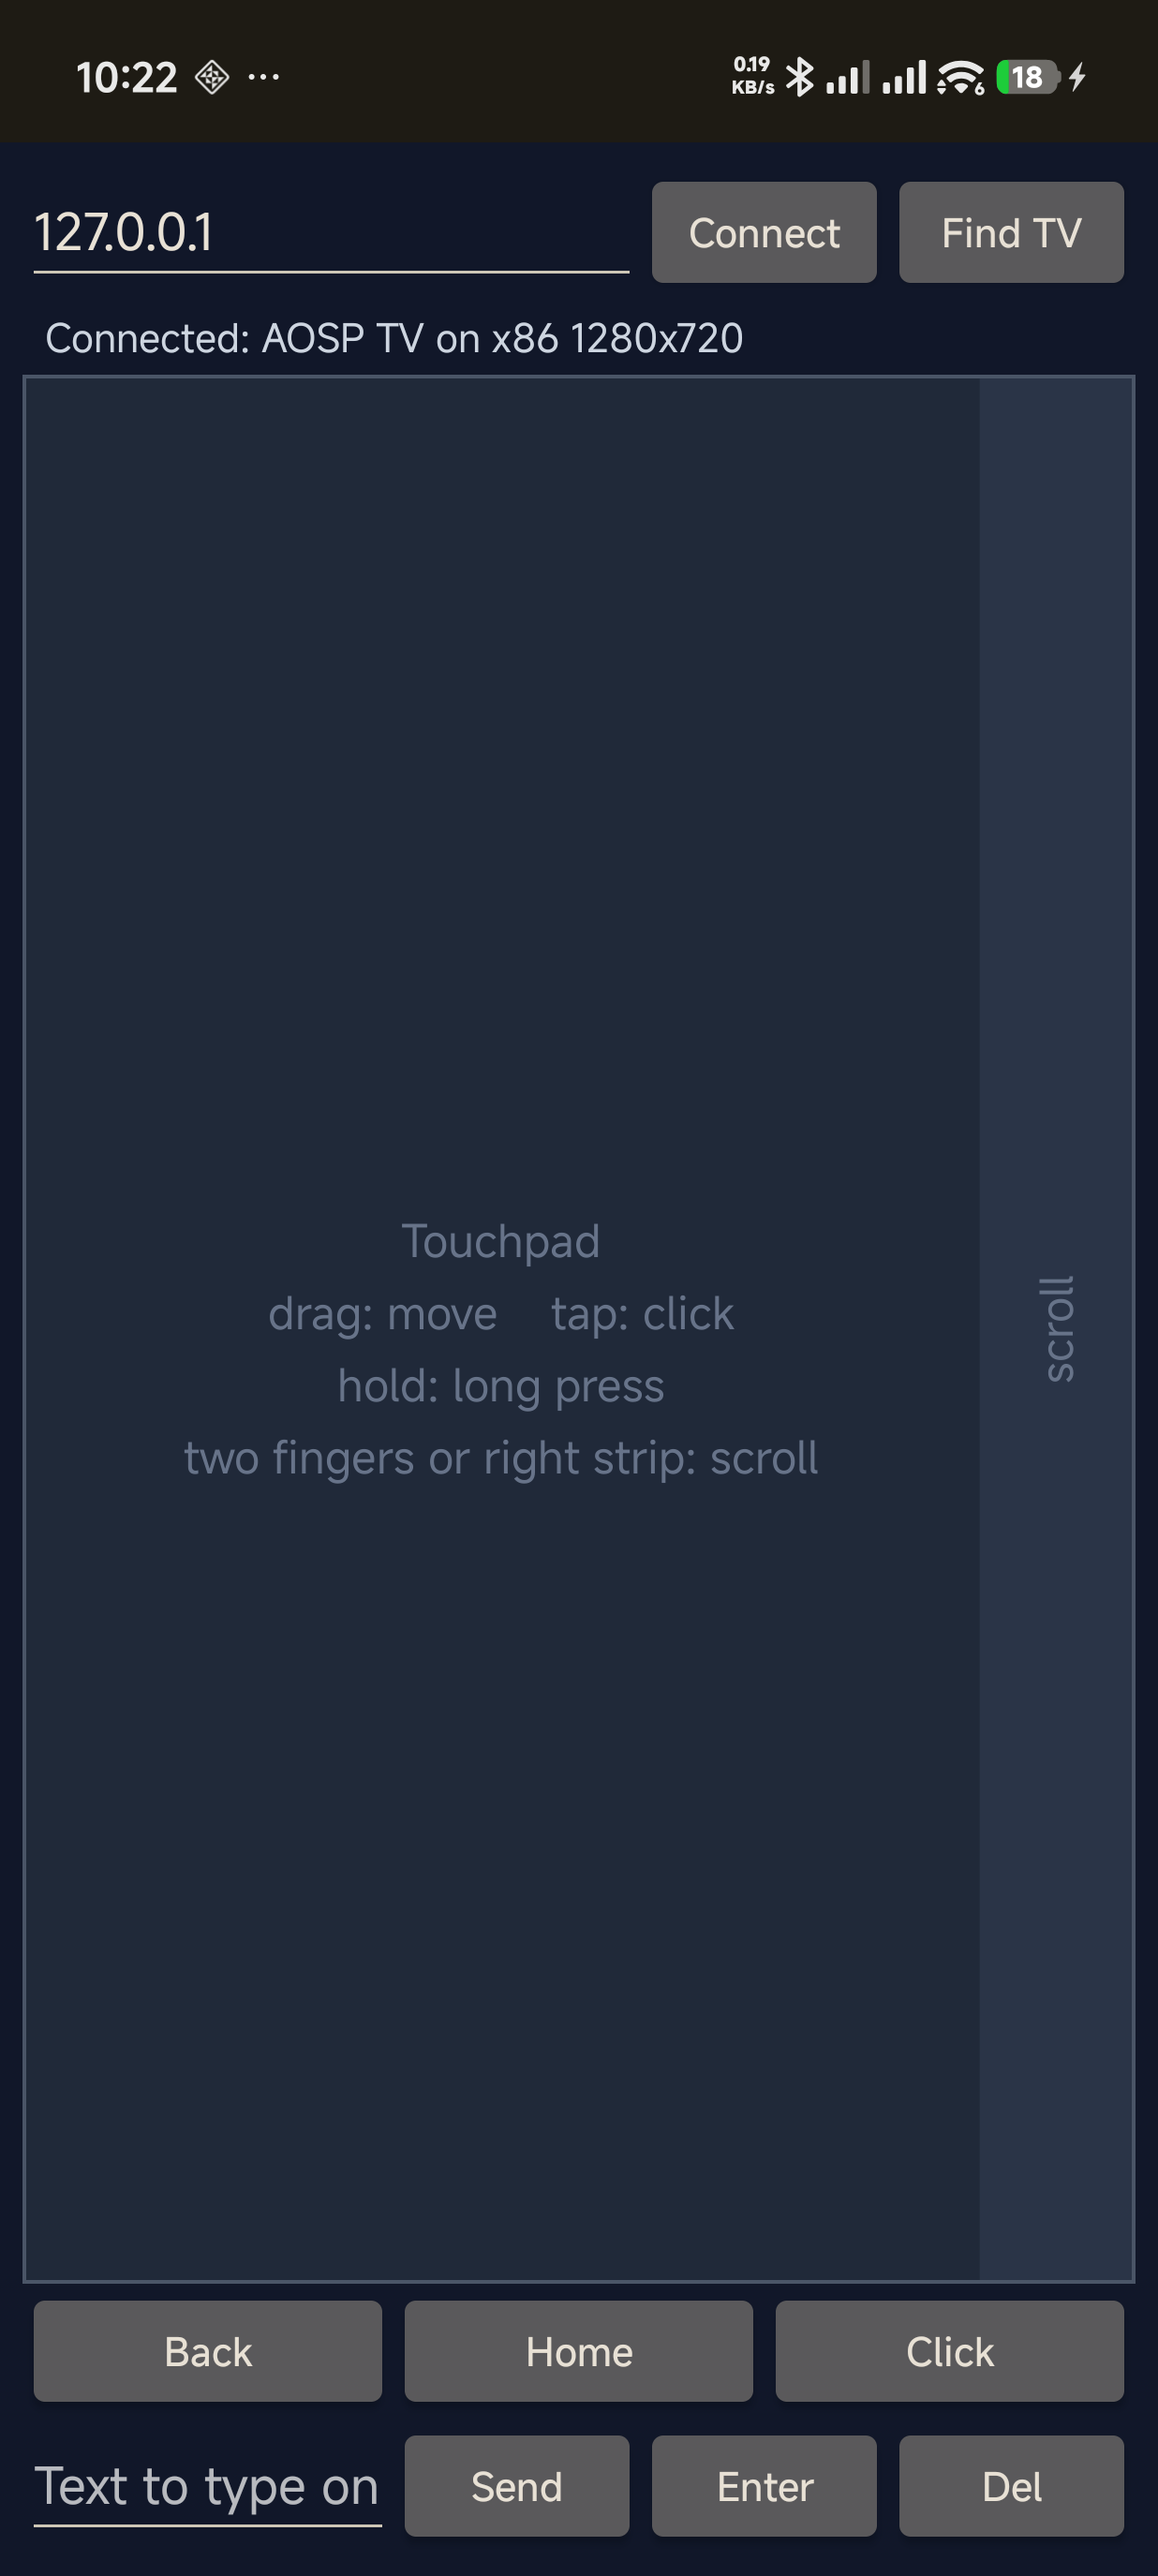 10:22 ...
0.19 KB/s 6 18
127.0.0.1 Connect Find TV
Connected: AOSP TV on x86 1280x720
Touchpad
drag: move tap: click
hold: long press
two fingers or right strip: scroll
scroll
Back Home Click
Text to type on Send Enter Del